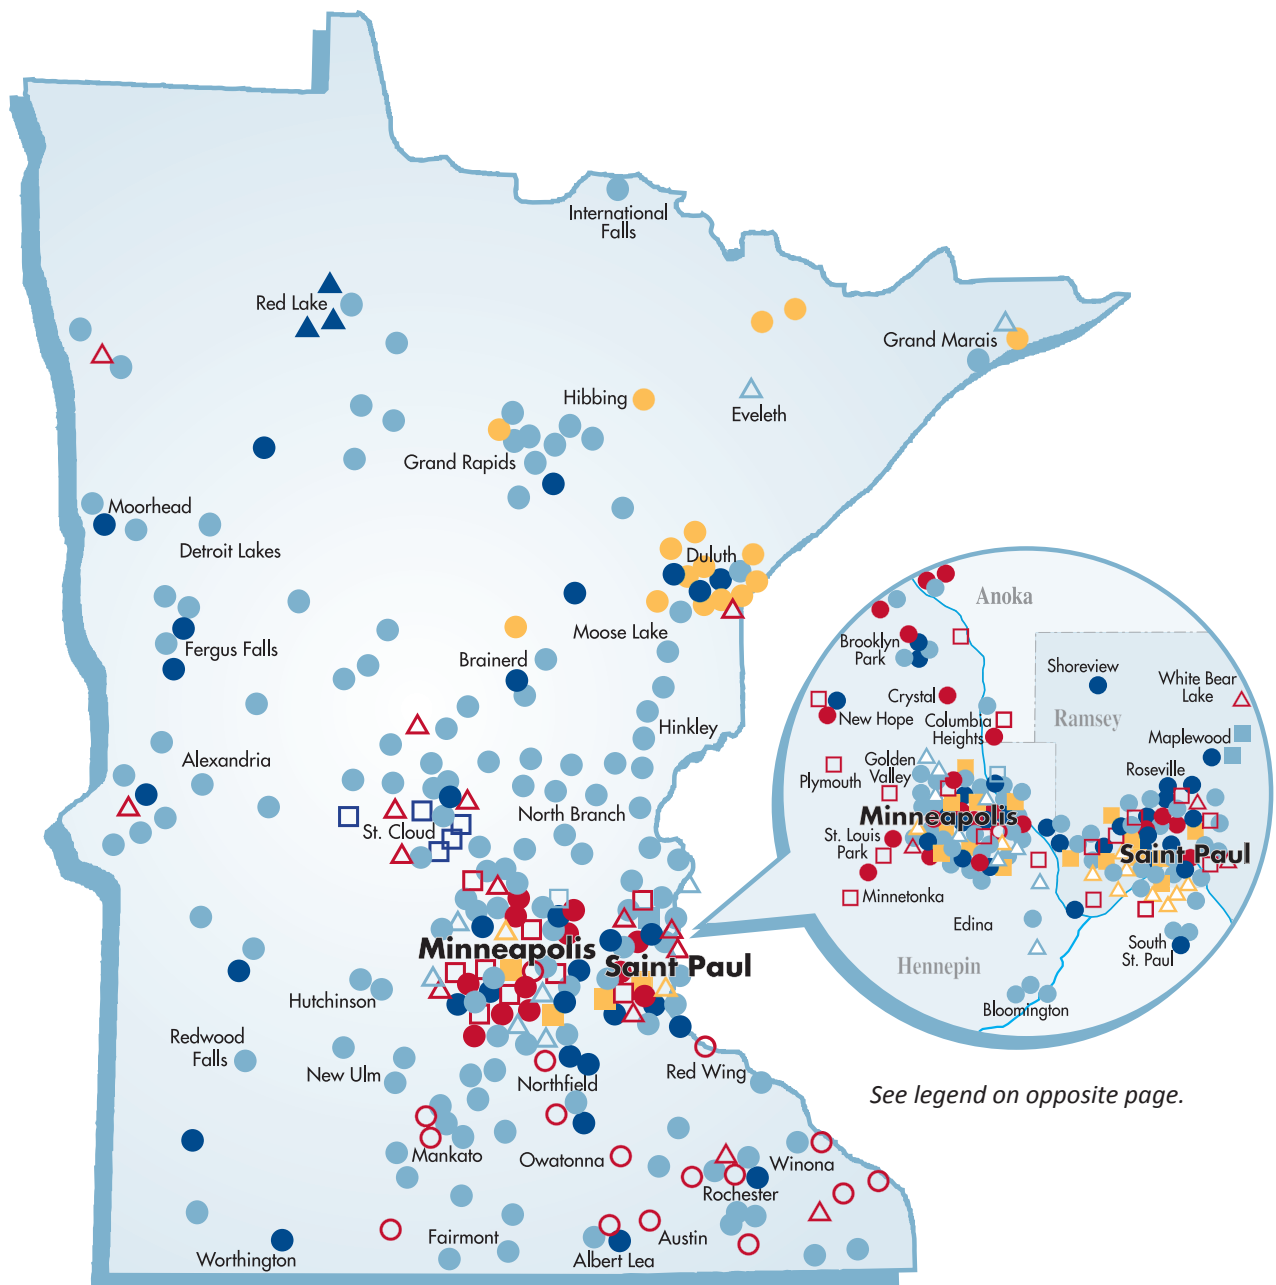 International
Falls
Red Lake
Grand Marais
Hibbing
Eveleth
Grand Rapids
Moorhead
Detroit Lakes
Duluth
Moose Lake
Fergus Falls
Brainerd
Hinkley
Alexandria
North Branch
St. Cloud
Minneapolis
Saint Paul
Hutchinson
Redwood
Falls
New Ulm
Northfield
Red Wing
Mankato
Owatonna
Winona
Rochester
Fairmont
Austin
Albert Lea
Worthington
Anoka
Brooklyn
Park
Shoreview
White Bear
Lake
Crystal
New Hope
Columbia
Heights
Ramsey
Maplewood
Golden
Valley
Plymouth
Roseville
Minneapolis
St. Louis
Park
Saint Paul
Minnetonka
Edina
South
St. Paul
Hennepin
Bloomington
See legend on opposite page.